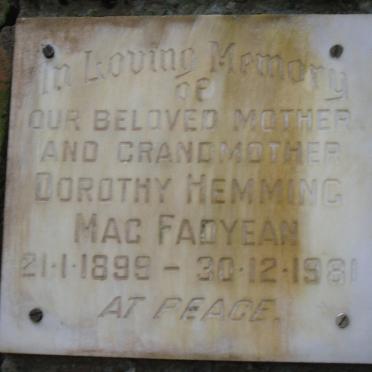 In Loving Memory
OF
OUR BELOVED MOTHER
AND GRANDMOTHER
DOROTHY HEMMING
MAC FADYEAN
21·1·1899 – 30·12·1981
AT PEACE.